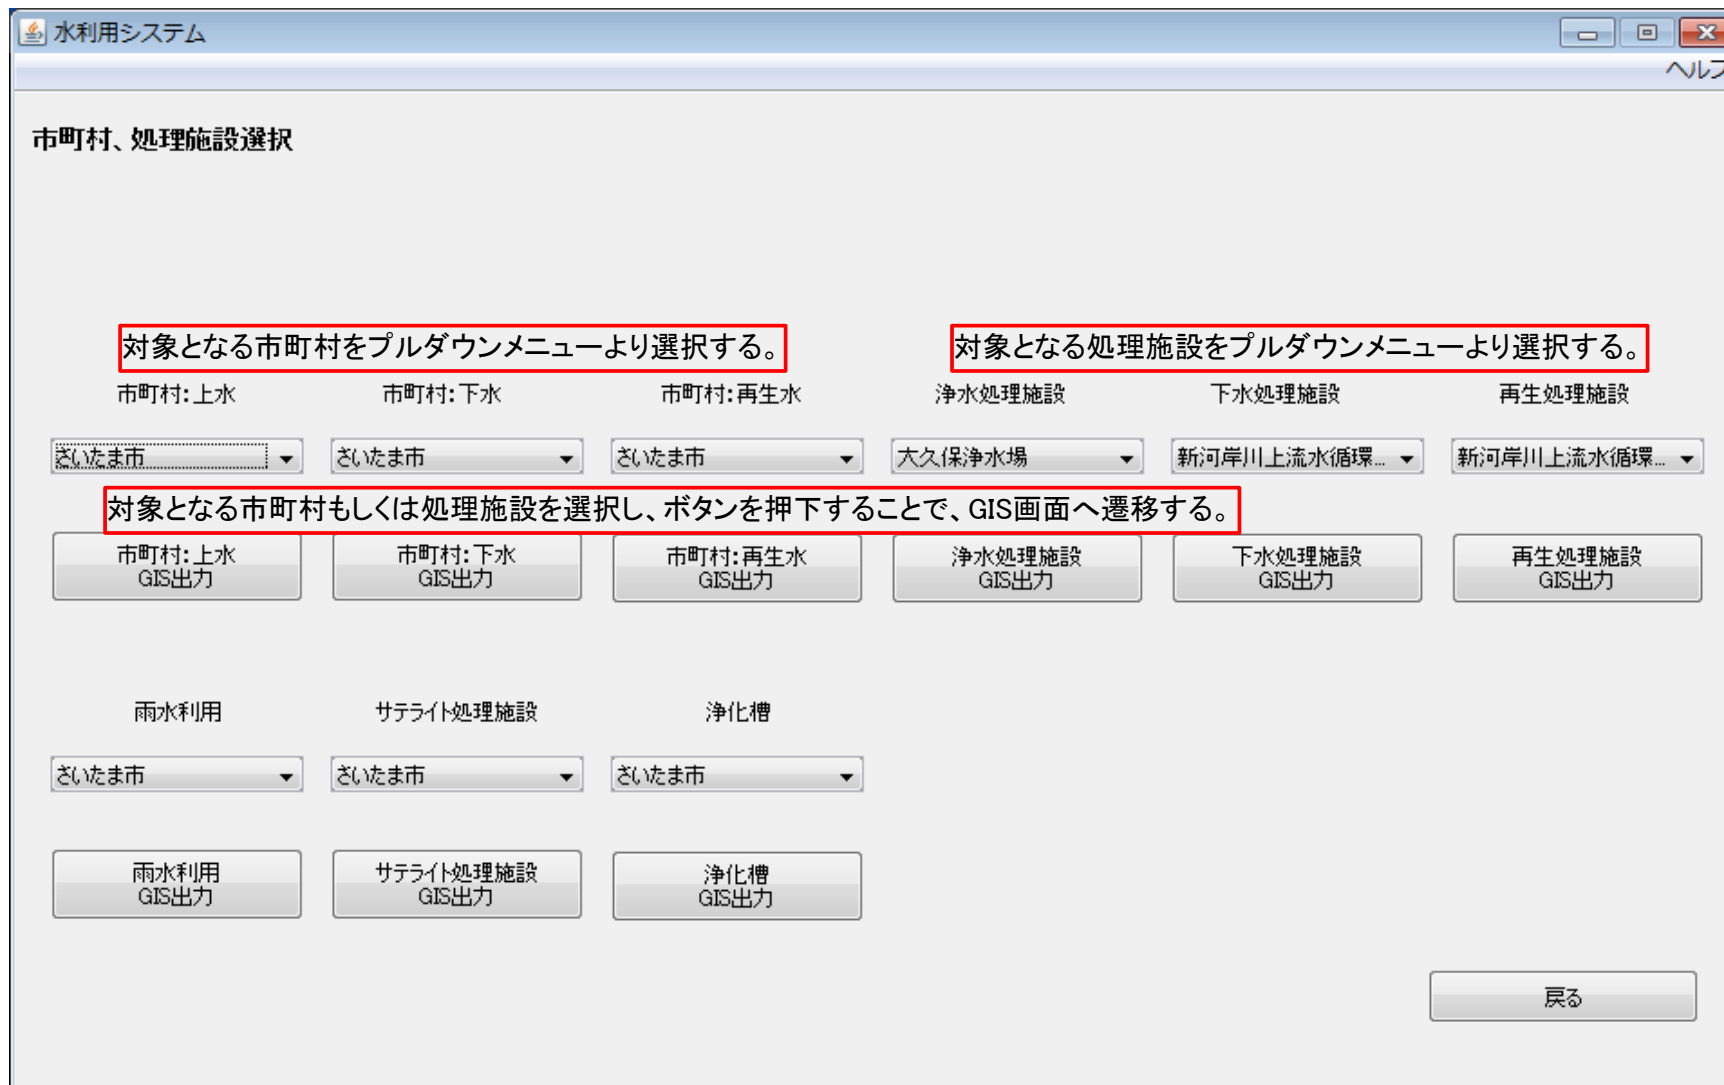 水利用システム
ヘルプ
市町村、処理施設選択
対象となる市町村をプルダウンメニューより選択する。
対象となる処理施設をプルダウンメニューより選択する。
市町村：上水
市町村：下水
市町村：再生水
浄水処理施設
下水処理施設
再生処理施設
さいたま市
さいたま市
さいたま市
大久保浄水場
新河岸川上流水循環...
新河岸川上流水循環...
対象となる市町村もしくは処理施設を選択し、ボタンを押下することで、GIS画面へ遷移する。
市町村：上水
GIS出力
市町村：下水
GIS出力
市町村：再生水
GIS出力
浄水処理施設
GIS出力
下水処理施設
GIS出力
再生処理施設
GIS出力
雨水利用
サテライト処理施設
浄化槽
さいたま市
さいたま市
さいたま市
雨水利用
GIS出力
サテライト処理施設
GIS出力
浄化槽
GIS出力
戻る